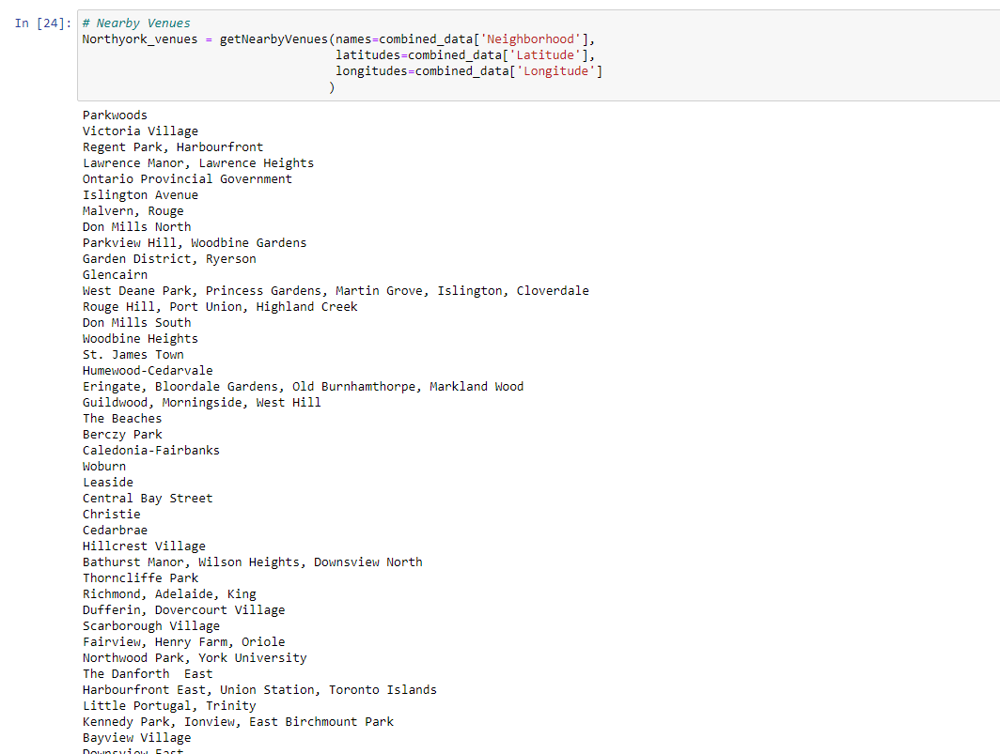 In [24]: # Nearby Venues
Northyork_venues = getNearbyVenues(names=combined_data['Neighborhood'],
latitudes=combined_data['Latitude'],
longitudes=combined_data['Longitude']
)
Parkwoods
Victoria Village
Regent Park, Harbourfront
Lawrence Manor, Lawrence Heights
Ontario Provincial Government
Islington Avenue
Malvern, Rouge
Don Mills North
Parkview Hill, Woodbine Gardens
Garden District, Ryerson
Glencairn
West Deane Park, Princess Gardens, Martin Grove, Islington, Cloverdale
Rouge Hill, Port Union, Highland Creek
Don Mills South
Woodbine Heights
St. James Town
Humewood-Cedarvale
Eringate, Bloordale Gardens, Old Burnhamthorpe, Markland Wood
Guildwood, Morningside, West Hill
The Beaches
Berczy Park
Caledonia-Fairbanks
Woburn
Leaside
Central Bay Street
Christie
Cedarbrae
Hillcrest Village
Bathurst Manor, Wilson Heights, Downsview North
Thorncliffe Park
Richmond, Adelaide, King
Dufferin, Dovercourt Village
Scarborough Village
Fairview, Henry Farm, Oriole
Northwood Park, York University
The Danforth  East
Harbourfront East, Union Station, Toronto Islands
Little Portugal, Trinity
Kennedy Park, Ionview, East Birchmount Park
Bayview Village
Downsview East